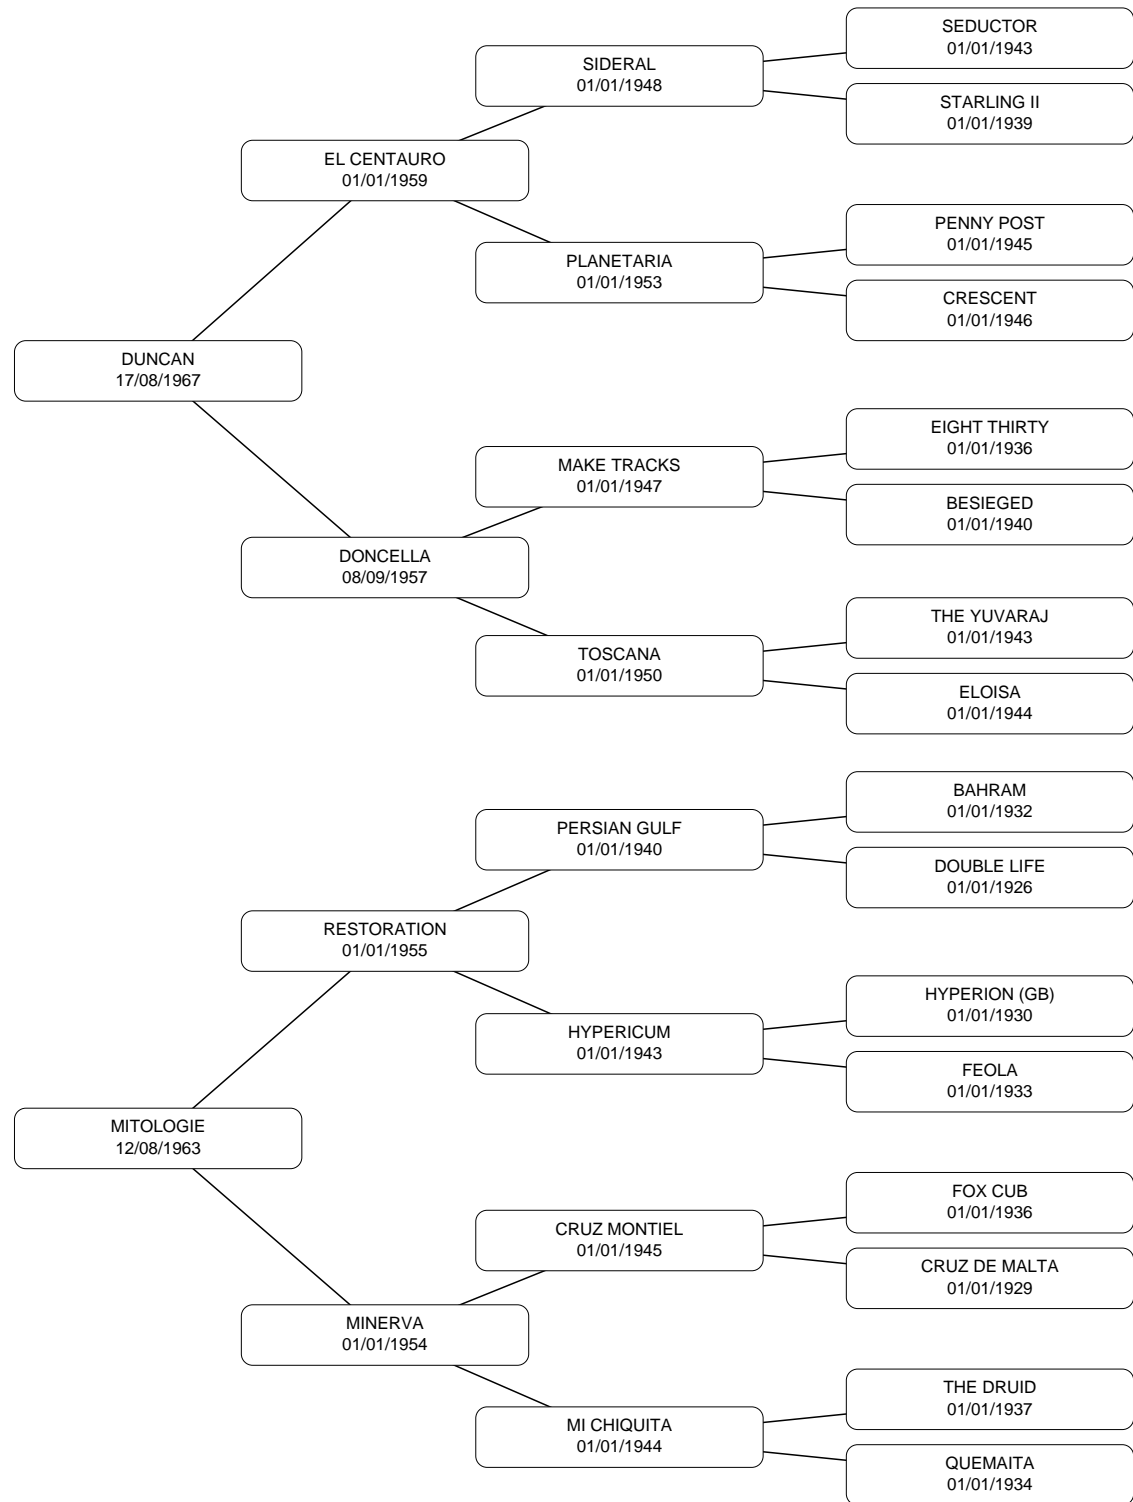 SEDUCTOR
01/01/1943
SIDERAL
01/01/1948
STARLING II
01/01/1939
EL CENTAURO
01/01/1959
PENNY POST
01/01/1945
PLANETARIA
01/01/1953
CRESCENT
01/01/1946
DUNCAN
17/08/1967
EIGHT THIRTY
01/01/1936
MAKE TRACKS
01/01/1947
BESIEGED
01/01/1940
DONCELLA
08/09/1957
THE YUVARAJ
01/01/1943
TOSCANA
01/01/1950
ELOISA
01/01/1944
BAHRAM
01/01/1932
PERSIAN GULF
01/01/1940
DOUBLE LIFE
01/01/1926
RESTORATION
01/01/1955
HYPERION (GB)
01/01/1930
HYPERICUM
01/01/1943
FEOLA
01/01/1933
MITOLOGIE
12/08/1963
FOX CUB
01/01/1936
CRUZ MONTIEL
01/01/1945
CRUZ DE MALTA
01/01/1929
MINERVA
01/01/1954
THE DRUID
01/01/1937
MI CHIQUITA
01/01/1944
QUEMAITA
01/01/1934